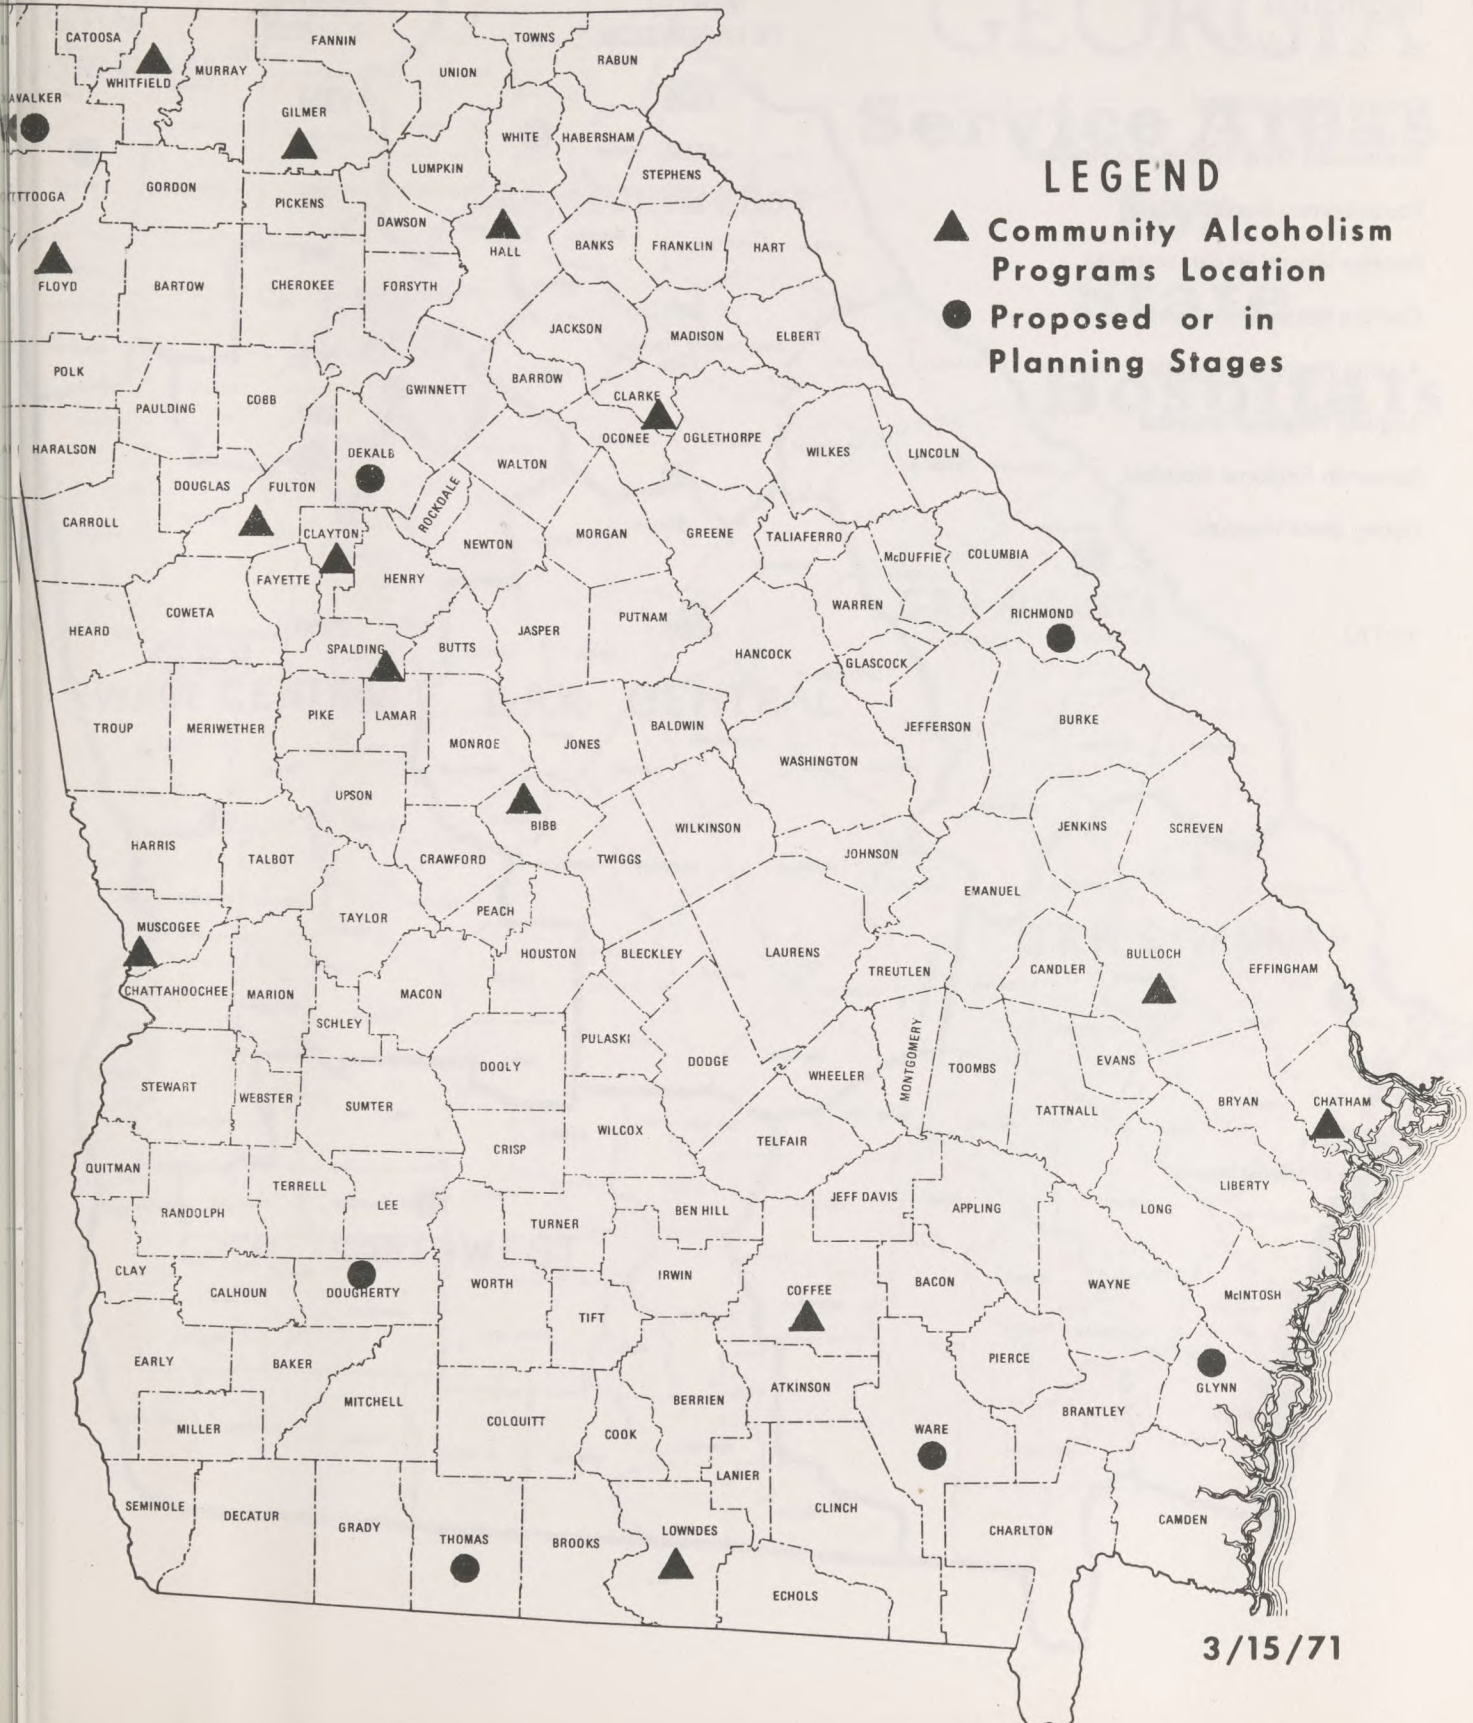 CATOOSA
FANNIN
TOWNS
RABUN
UNION
MURRAY
WHITFIELD
WALKER
GILMER
WHITE
HABERSHAM
LUMPKIN
STEPHENS
GORDON
TTOOGA
PICKENS
DAWSON
HALL
BANKS
FRANKLIN
HART
FLOYD
BARTOW
CHEROKEE
FORSYTH
JACKSON
MADISON
ELBERT
POLK
PAULDING
COBB
GWINNETT
BARROW
CLARKE
OCONEE
OGLETHORPE
HARALSON
DEKALB
WALTON
WILKES
LINCOLN
DOUGLAS
FULTON
ROCKDALE
CARROLL
CLAYTON
NEWTON
MORGAN
GREENE
TALIAFERRO
McDUFFIE
COLUMBIA
FAYETTE
HENRY
COWETA
WARREN
RICHMOND
HEARD
JASPER
PUTNAM
SPALDING
BUTTS
HANCOCK
GLASCOCK
TROUP
MERIWETHER
PIKE
LAMAR
MONROE
JONES
BALDWIN
JEFFERSON
BURKE
WASHINGTON
UPSON
BIBB
WILKINSON
JENKINS
SCREVEN
HARRIS
TALBOT
CRAWFORD
TWIGGS
JOHNSON
EMANUEL
MUSCOGEE
TAYLOR
PEACH
HOUSTON
BLECKLEY
LAURENS
TREUTLEN
CANDLER
BULLOCH
EFFINGHAM
CHATTAHOOCHEE
MARION
MACON
SCHLEY
PULASKI
DODGE
WHEELER
MONTGOMERY
TOOMBS
EVANS
STEWART
WEBSTER
SUMTER
DOOLY
TATTNALL
BRYAN
CHATHAM
CRISP
WILCOX
TELFAIR
QUITMAN
TERRELL
LEE
RANDOLPH
TURNER
BEN HILL
JEFF DAVIS
APPLING
LONG
LIBERTY
CLAY
CALHOUN
DOUGHERTY
WORTH
TIFT
IRWIN
COFFEE
BACON
WAYNE
McINTOSH
EARLY
BAKER
MITCHELL
PIERCE
GLYNN
MILLER
COLQUITT
COOK
BERRIEN
ATKINSON
BRANTLEY
WARE
LANIER
SEMINOLE
DECATUR
GRADY
THOMAS
BROOKS
LOWNDES
CLINCH
CHARLTON
CAMDEN
ECHOLS
LEGEND
Community Alcoholism
Programs Location
Proposed or in
Planning Stages
3/15/71